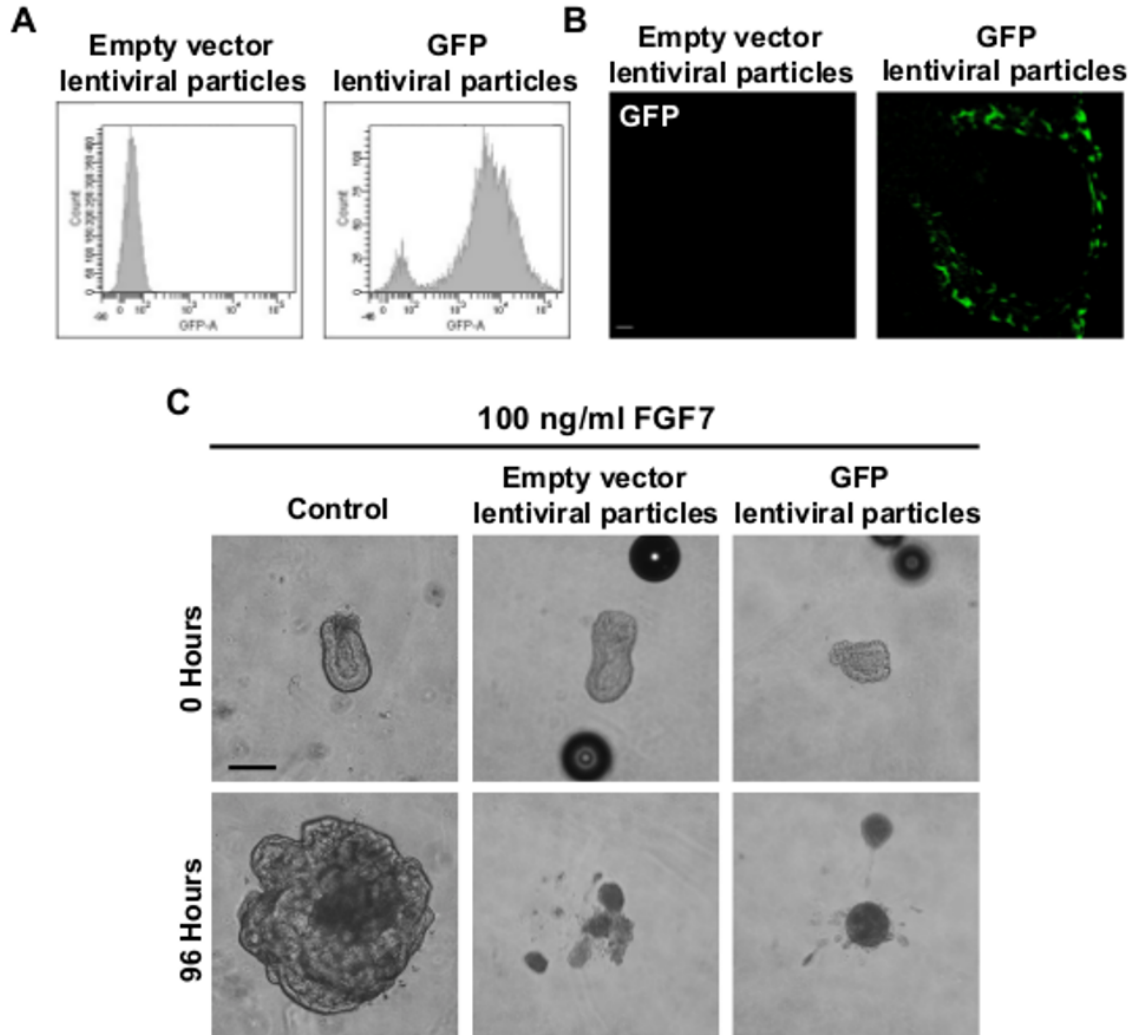 A
Empty vector
lentiviral particles
GFP
lentiviral particles
Count
GFP-A
Count
GFP-A
B
Empty vector
lentiviral particles
GFP
lentiviral particles
GFP
C
100 ng/ml FGF7
Control
Empty vector
lentiviral particles
GFP
lentiviral particles
0 Hours
96 Hours